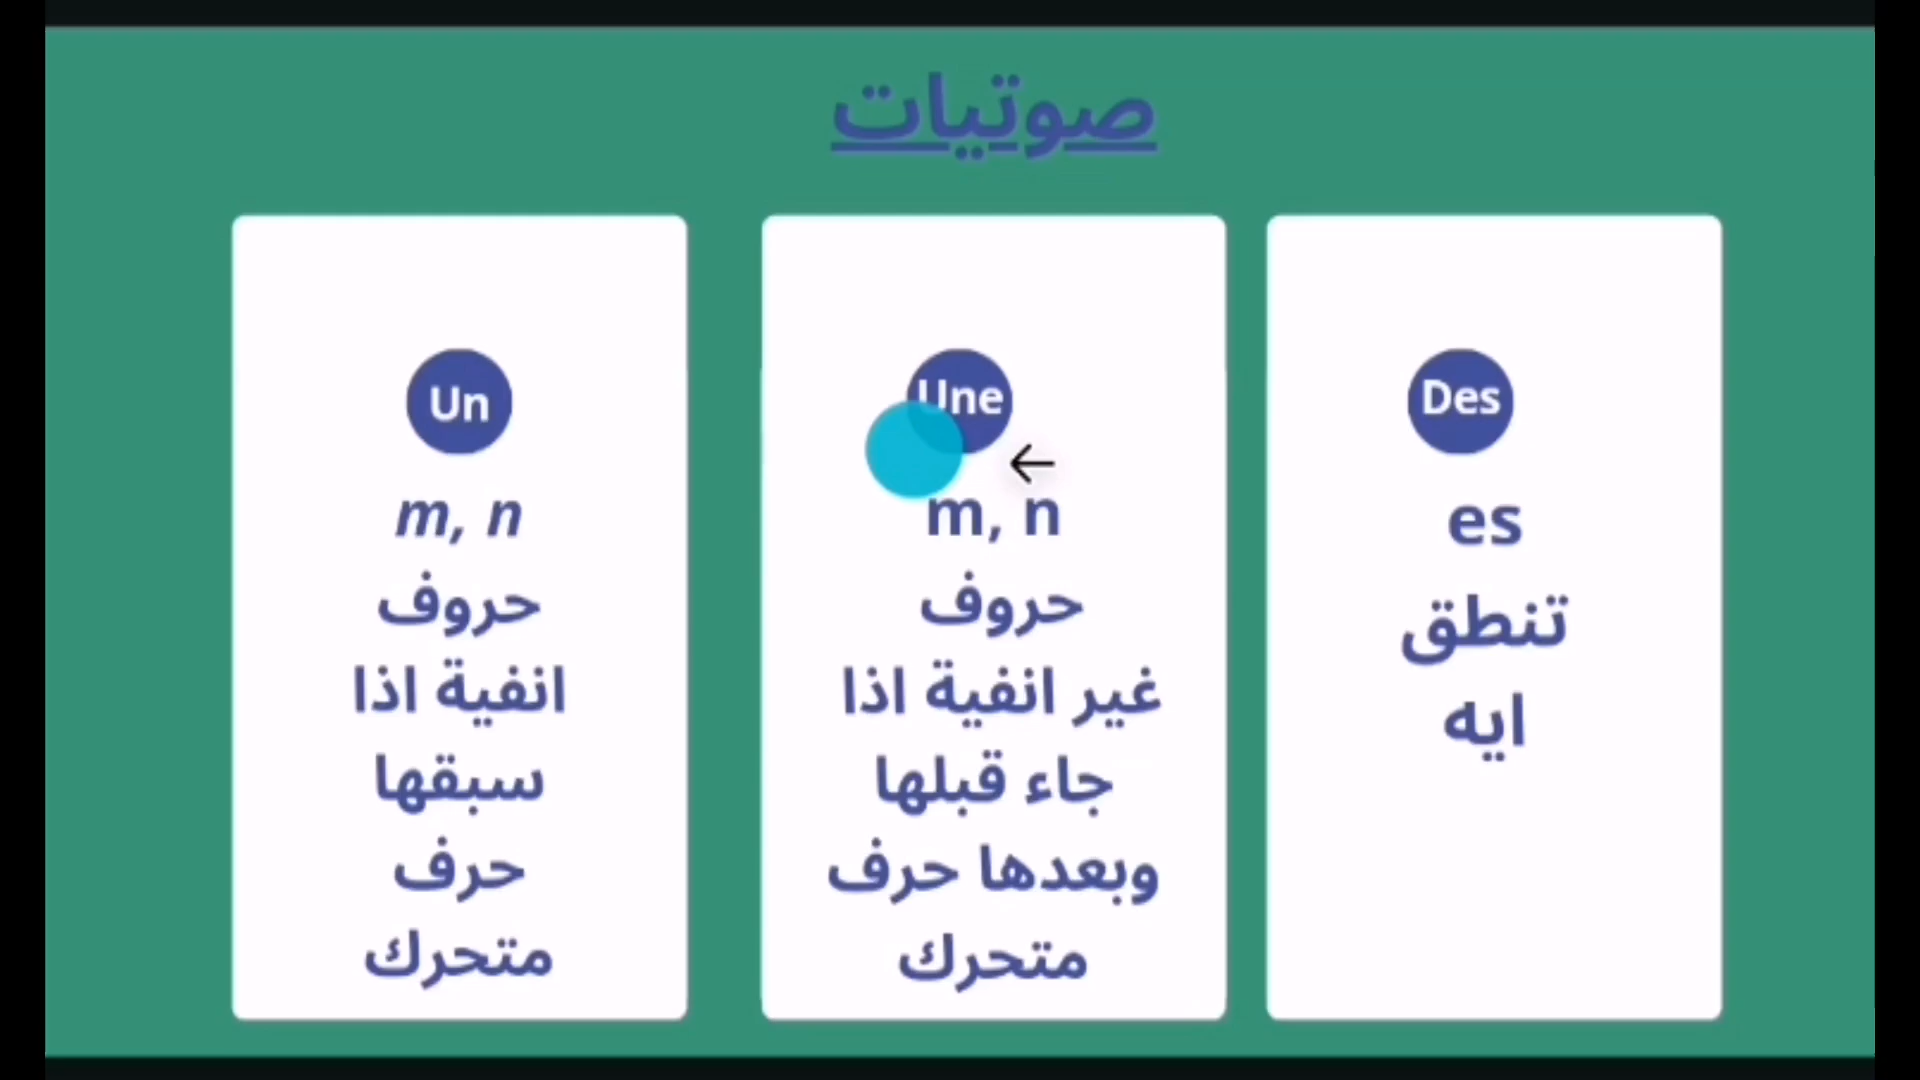 صوتيات
Un
m, n
حروف
انفية اذا
سبقها
حرف
متحرك
Une
m, n
حروف
غير انفية اذا
جاء قبلها
وبعدها حرف
متحرك
Des
es
تنطق
ايه